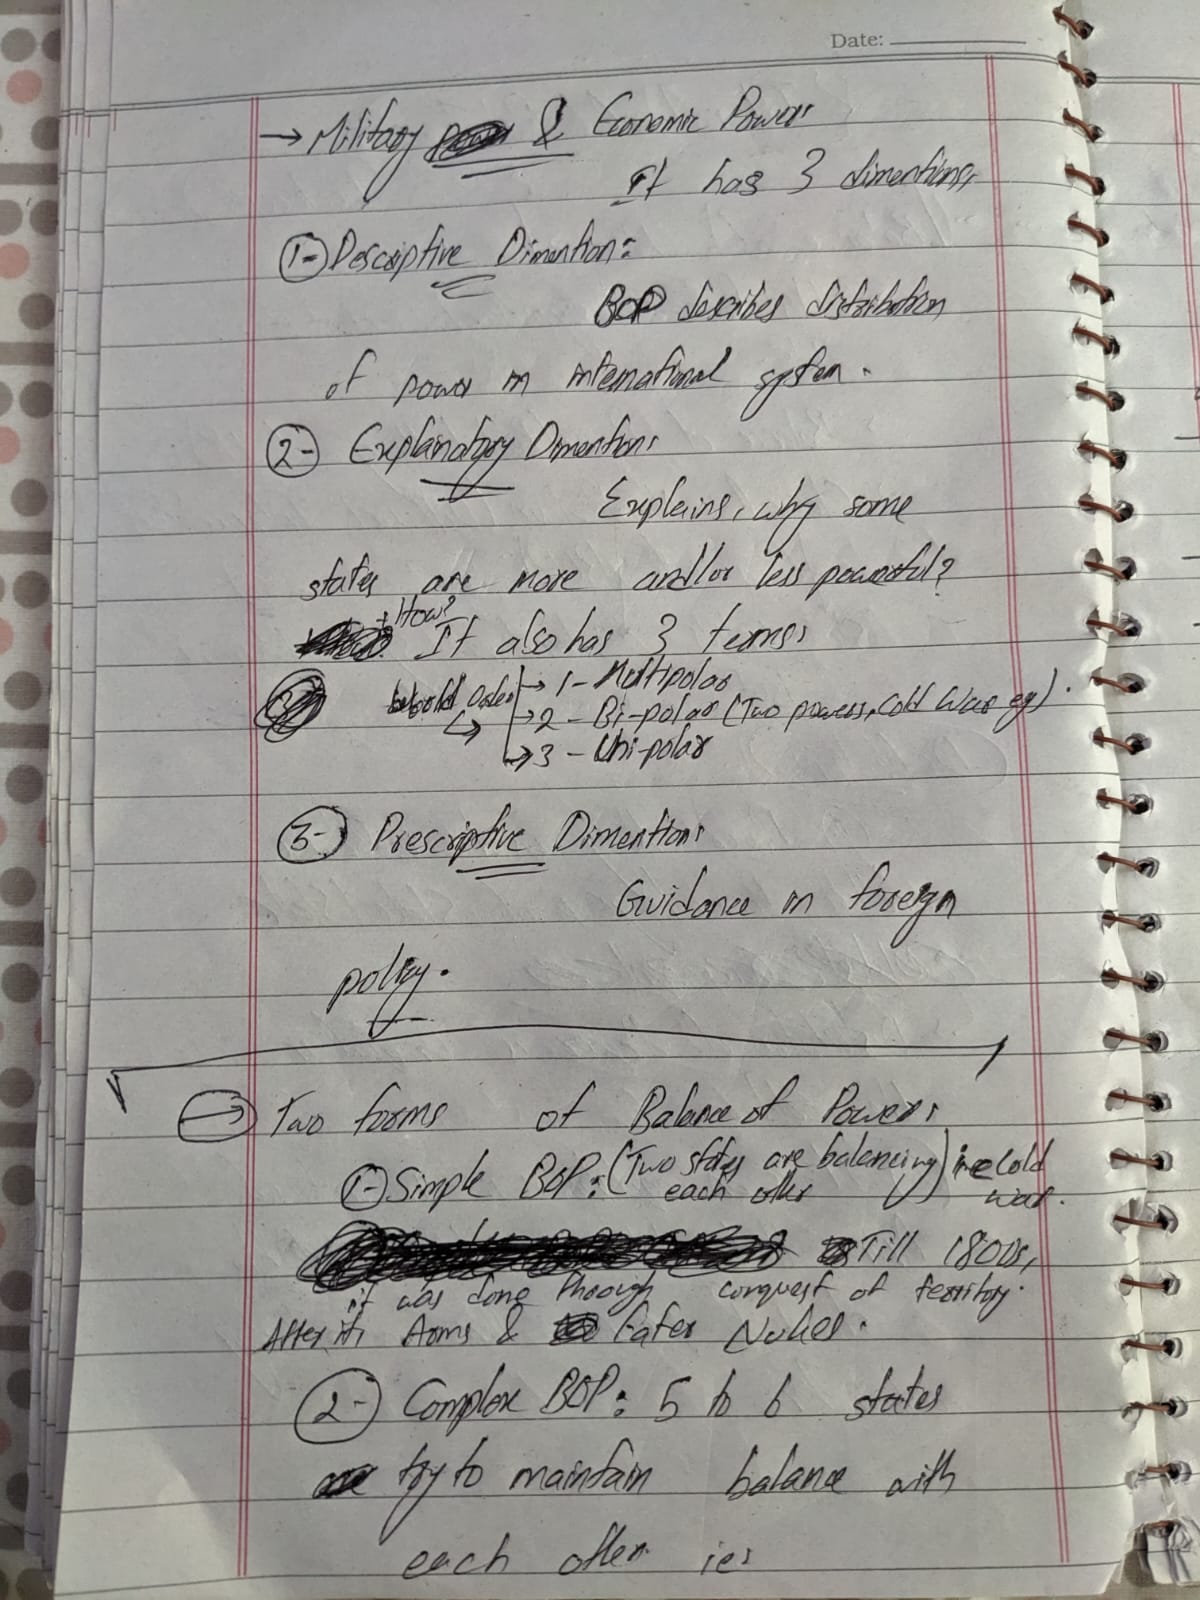 Date:
→ Military & Economic Power:
It has 3 dimentions,
1- Descriptive Dimention:
BOP describes distribution
of power in international system.
2- Explanatory Dimention:
Explains, why some
states are more and/or less powerful?
+ How?
It also has 3 terms:
World Order → 1 - Multipolar
→ 2 - Bi-polar (Two powers, Cold War eg).
→ 3 - Uni-polar
3- Prescriptive Dimention:
Guidance in foreign
policy.
→ Two forms of Balance of Power:
1- Simple BOP: (Two states are balancing each other) i.e Cold war.
Till 1800s,
it was done through conquest of territory.
After it, Arms & later Nukes.
2- Complex BOP: 5 to 6 states
try to maintain balance with
each other. ie: